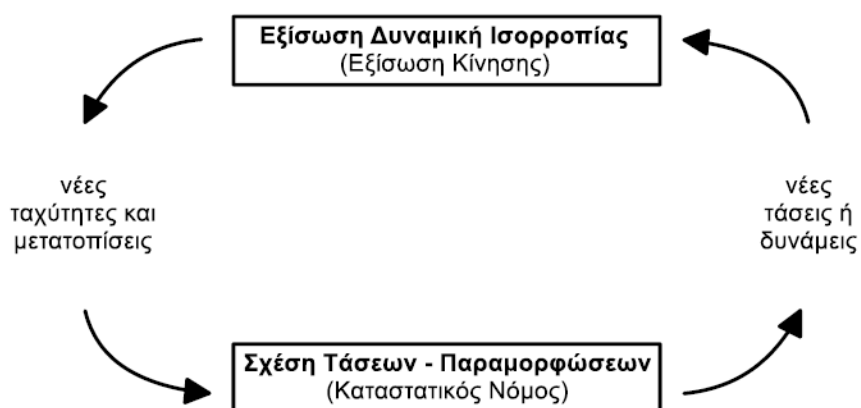 Εξίσωση Δυναμική Ισορροπίας
(Εξίσωση Κίνησης)
νέες
ταχύτητες και
μετατοπίσεις
νέες
τάσεις ή
δυνάμεις
Σχέση Τάσεων - Παραμορφώσεων
(Καταστατικός Νόμος)